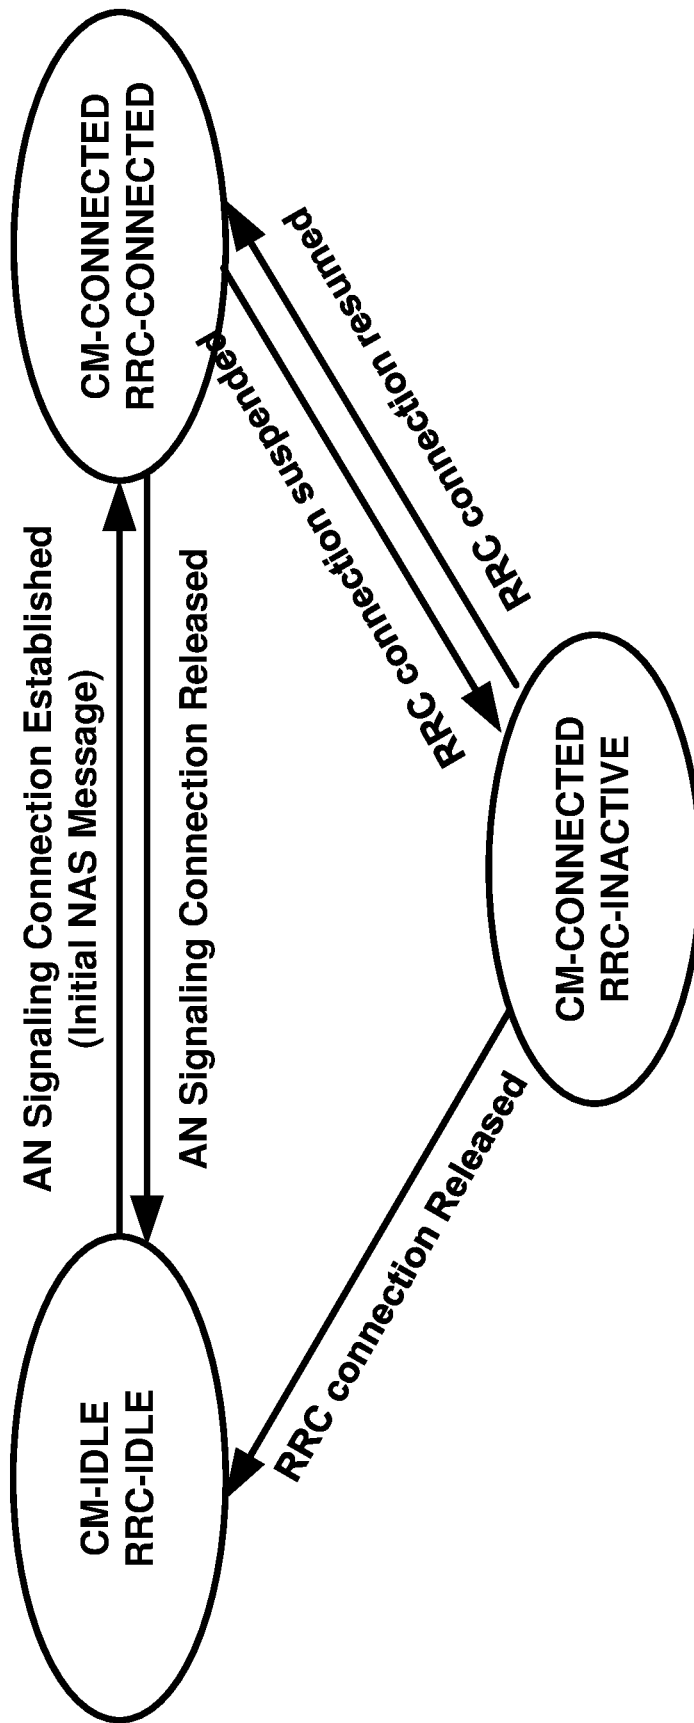 AN Signaling Connection Established
(Initial NAS Message)
CM-IDLE
RRC-IDLE
CM-CONNECTED
RRC-CONNECTED
AN Signaling Connection Released
RRC connection Released
RRC connection suspended
RRC connection resumed
CM-CONNECTED
RRC-INACTIVE